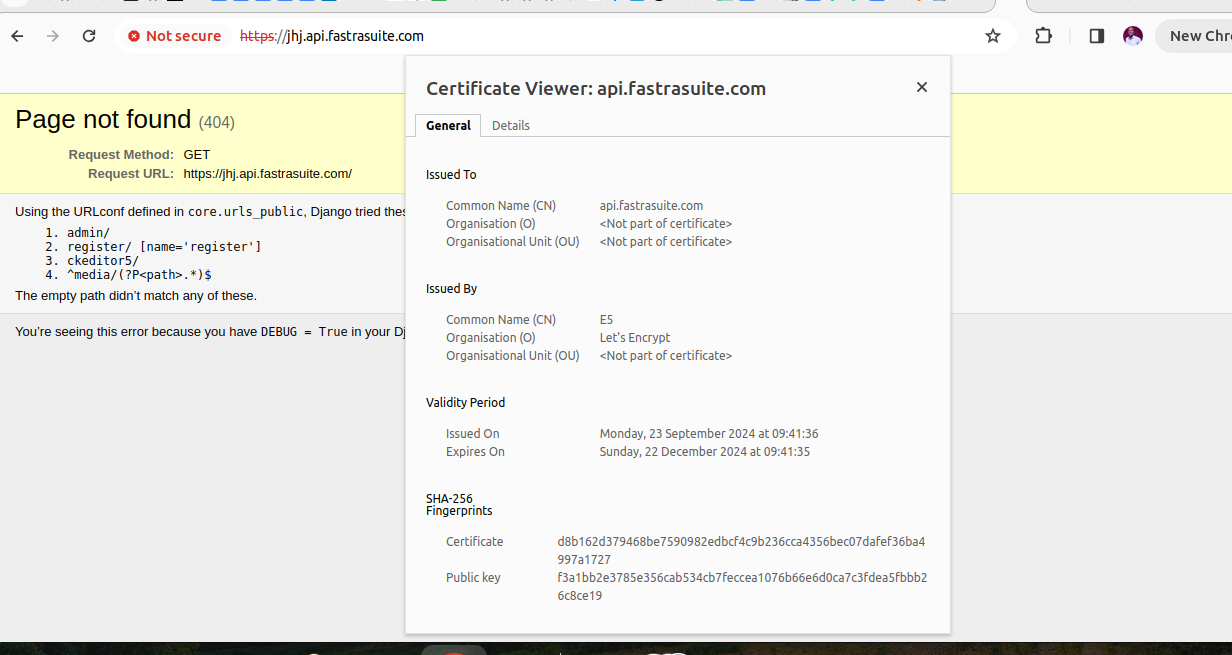 Not secure https://jhj.api.fastrasuite.com New Chr
Certificate Viewer: api.fastrasuite.com
General Details
Page not found (404)
Request Method: GET
Request URL: https://jhj.api.fastrasuite.com/
Using the URLconf defined in core.urls_public, Django tried thes
1. admin/
2. register/ [name='register']
3. ckeditor5/
4. ^media/(?P<path>.*)$
The empty path didn’t match any of these.
You’re seeing this error because you have DEBUG = True in your Dj
Issued To
Common Name (CN) api.fastrasuite.com
Organisation (O) <Not part of certificate>
Organisational Unit (OU) <Not part of certificate>
Issued By
Common Name (CN) E5
Organisation (O) Let's Encrypt
Organisational Unit (OU) <Not part of certificate>
Validity Period
Issued On Monday, 23 September 2024 at 09:41:36
Expires On Sunday, 22 December 2024 at 09:41:35
SHA-256
Fingerprints
Certificate d8b162d379468be7590982edbcf4c9b236cca4356bec07dafef36ba4
997a1727
Public key f3a1bb2e3785e356cab534cb7feccea1076b66e6d0ca7c3fdea5fbbb2
6c8ce19